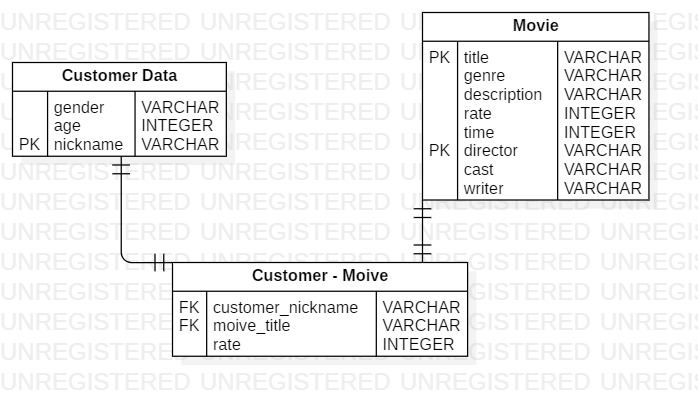 Movie
PK title VARCHAR
genre VARCHAR
description VARCHAR
rate INTEGER
time INTEGER
PK director VARCHAR
cast VARCHAR
writer VARCHAR
Customer Data
gender VARCHAR
age INTEGER
PK nickname VARCHAR
Customer - Moive
FK customer_nickname VARCHAR
FK moive_title VARCHAR
rate INTEGER
UNREGISTERED UNREGISTERED UNREGISTERED UNREGISTERED